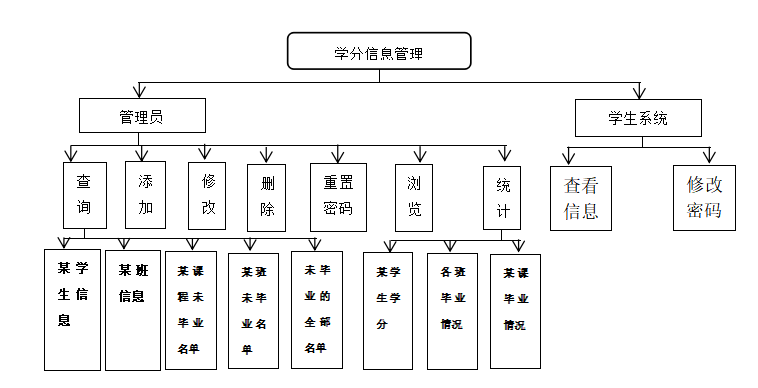 学分信息管理
管理员
学生系统
查
询
添
加
修
改
删
除
重置
密码
浏
览
统
计
查看
信息
修改
密码
某学
生信
息
某班
信息
某课
程未
毕业
名单
某班
未毕
业名
单
未毕
业的
全部
名单
某学
生学
分
各班
毕业
情况
某课
毕业
情况